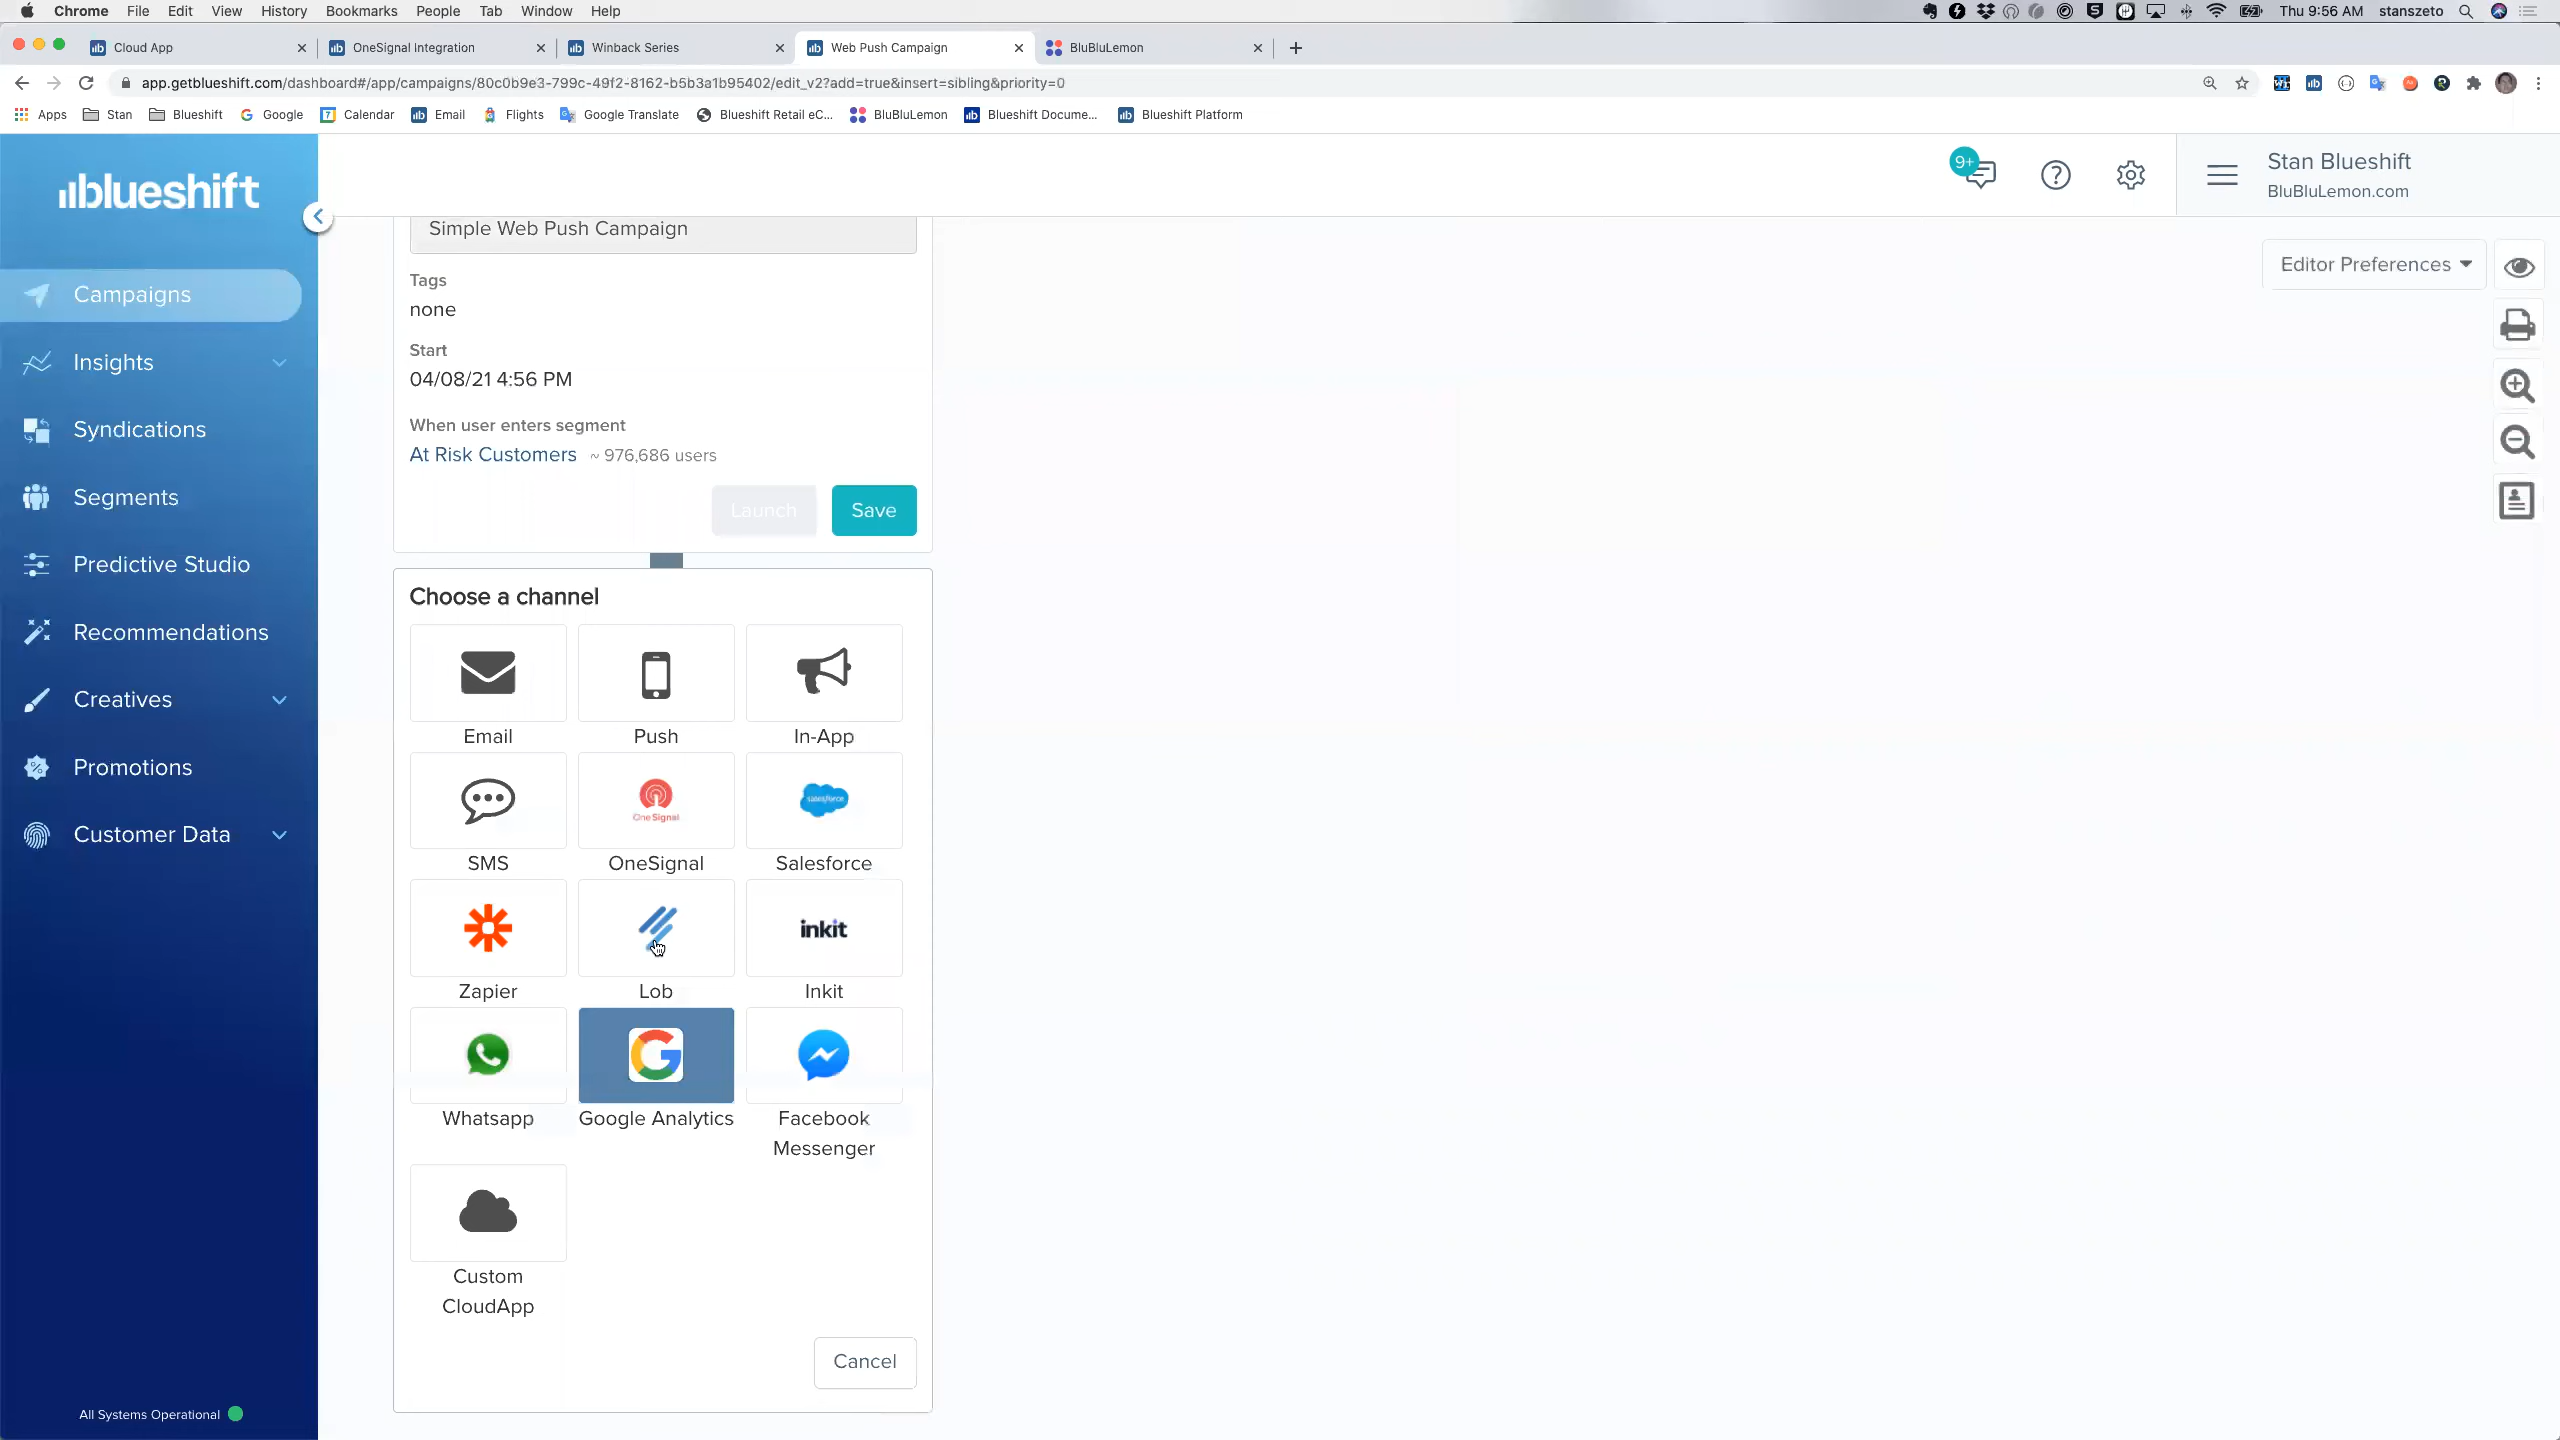 Chrome File Edit View History Bookmarks People Tab Window Help
Thu 9:56 AM stanszeto
Cloud App
OneSignal Integration
Winback Series
Web Push Campaign
BluBluLemon
app.getblueshift.com/dashboard#/app/campaigns/80c0b9e3-799c-49f2-8162-b5b3a1b95402/edit_v2?add=true&insert=sibling&priority=0
Apps Stan Blueshift Google Calendar Email Flights Google Translate Blueshift Retail eC... BluBluLemon Blueshift Docume... Blueshift Platform
blueshift
9+
Stan Blueshift
BluBluLemon.com
Campaigns
Insights
Syndications
Segments
Predictive Studio
Recommendations
Creatives
Promotions
Customer Data
All Systems Operational
Editor Preferences
Simple Web Push Campaign
Tags
none
Start
04/08/21 4:56 PM
When user enters segment
At Risk Customers ~ 976,686 users
Launch Save
Choose a channel
Email Push In-App
OneSignal salesforce
SMS OneSignal Salesforce
inkit
Zapier Lob Inkit
Whatsapp Google Analytics Facebook Messenger
Custom
CloudApp
Cancel